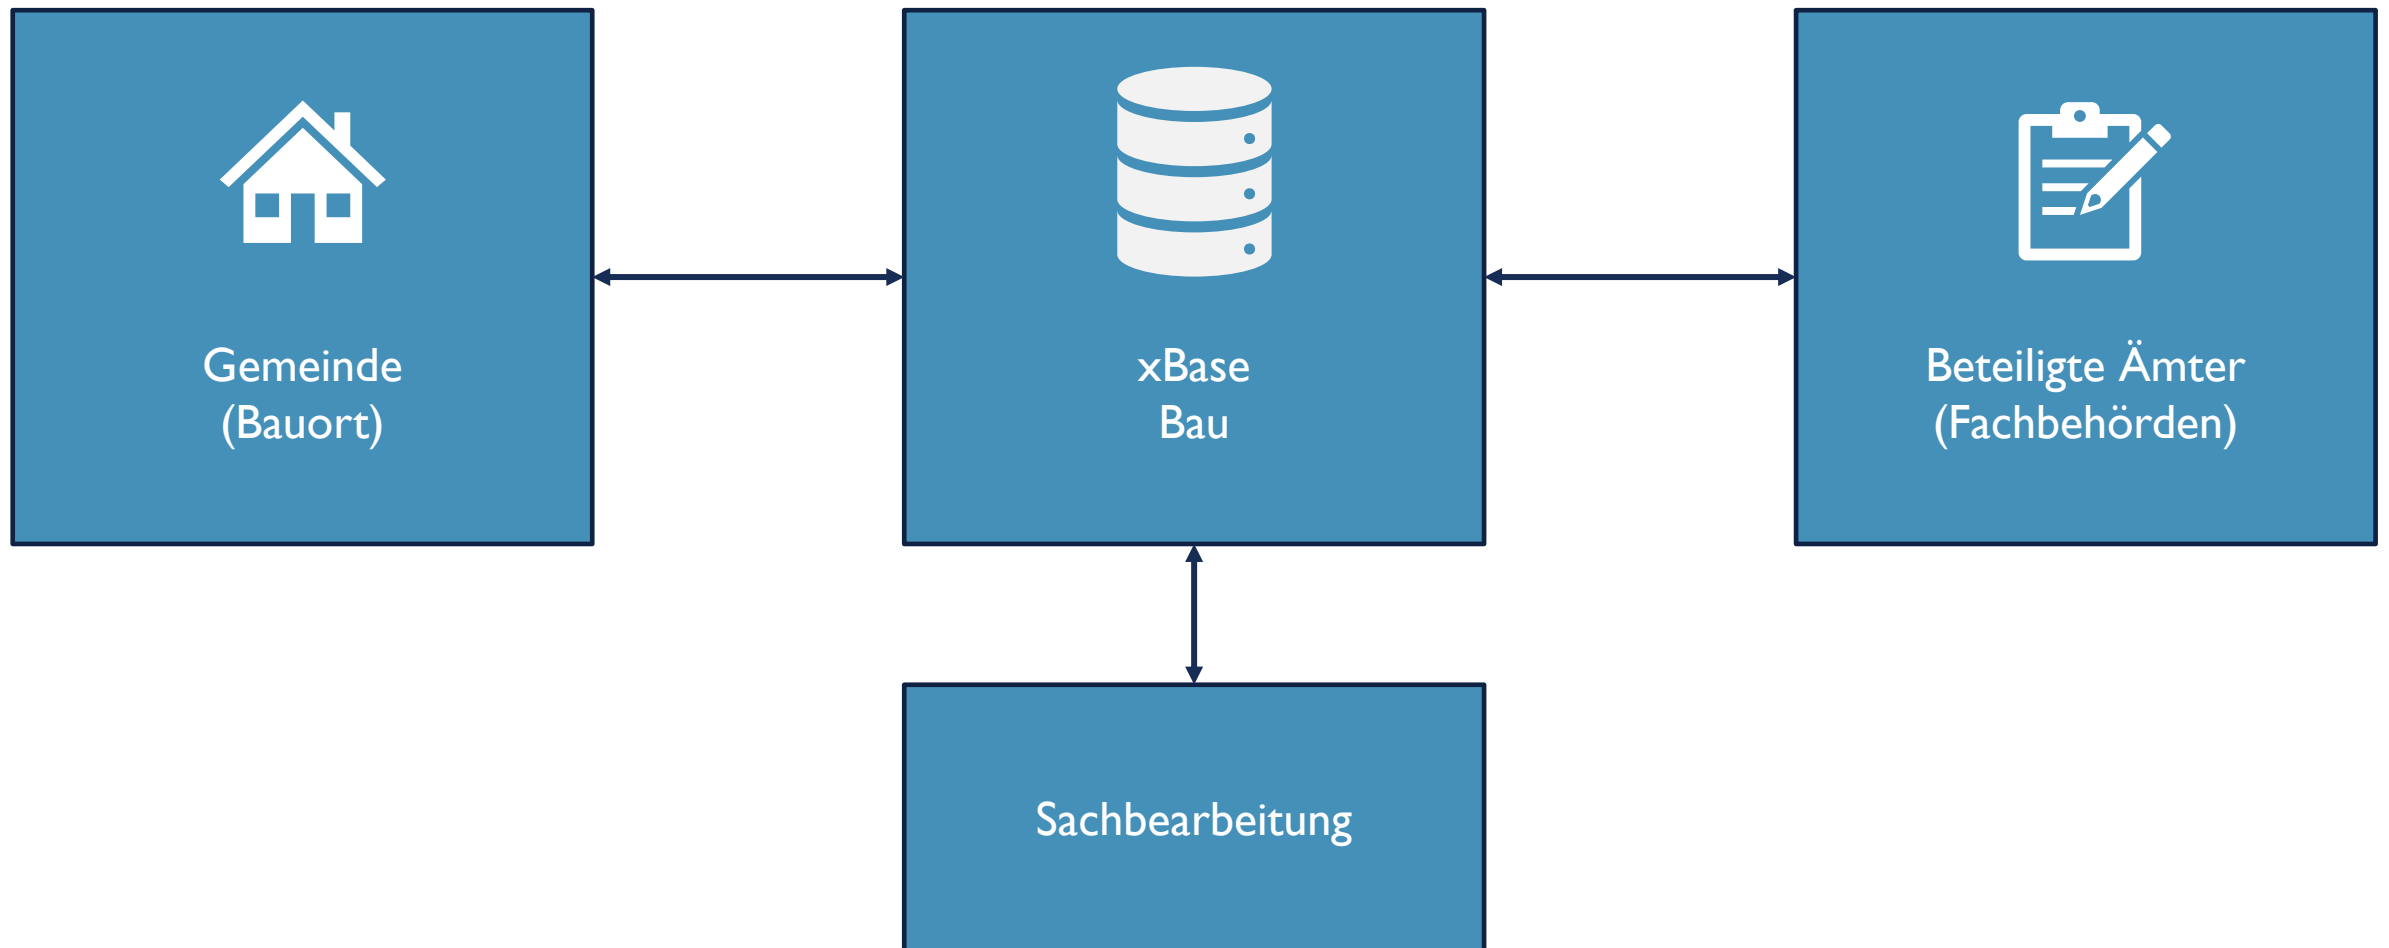 Gemeinde
(Bauort)
xBase
Bau
Beteiligte Ämter
(Fachbehörden)
Sachbearbeitung